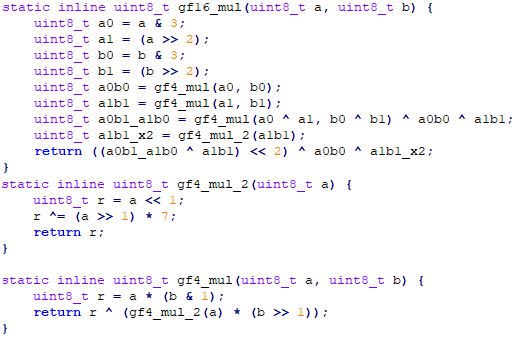 static inline uint8_t gf16_mul(uint8_t a, uint8_t b) {
    uint8_t a0 = a & 3;
    uint8_t a1 = (a >> 2);
    uint8_t b0 = b & 3;
    uint8_t b1 = (b >> 2);
    uint8_t a0b0 = gf4_mul(a0, b0);
    uint8_t a1b1 = gf4_mul(a1, b1);
    uint8_t a0b1_a1b0 = gf4_mul(a0 ^ a1, b0 ^ b1) ^ a0b0 ^ a1b1;
    uint8_t a1b1_x2 = gf4_mul_2(a1b1);
    return ((a0b1_a1b0 ^ a1b1) << 2) ^ a0b0 ^ a1b1_x2;
}
static inline uint8_t gf4_mul_2(uint8_t a) {
    uint8_t r = a << 1;
    r ^= (a >> 1) * 7;
    return r;
}

static inline uint8_t gf4_mul(uint8_t a, uint8_t b) {
    uint8_t r = a * (b & 1);
    return r ^ (gf4_mul_2(a) * (b >> 1));
}